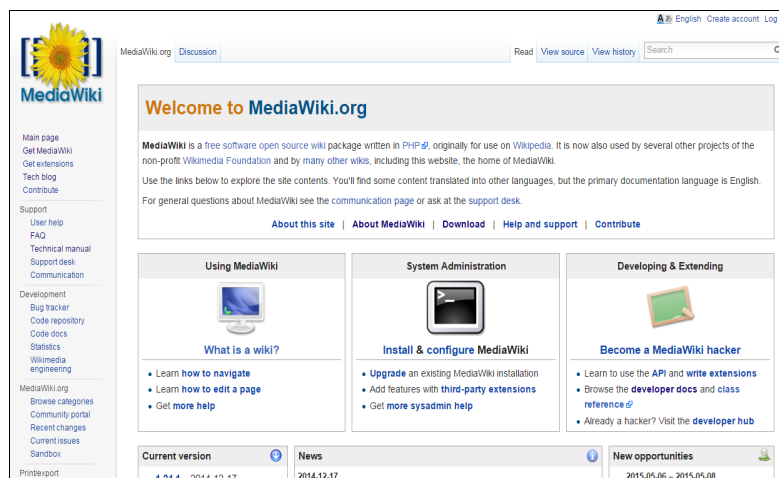 English Create account Log
MediaWiki.org Discussion
Read View source View history Search
[[ ]]
MediaWiki
Main page
Get MediaWiki
Get extensions
Tech blog
Contribute
Support
User help
FAQ
Technical manual
Support desk
Communication
Development
Bug tracker
Code repository
Code docs
Statistics
Wikimedia
engineering
MediaWiki.org
Browse categories
Community portal
Recent changes
Current issues
Sandbox
Print/export
Welcome to MediaWiki.org
MediaWiki is a free software open source wiki package written in PHP, originally for use on Wikipedia. It is now also used by several other projects of the
non-profit Wikimedia Foundation and by many other wikis, including this website, the home of MediaWiki.
Use the links below to explore the site contents. You'll find some content translated into other languages, but the primary documentation language is English.
For general questions about MediaWiki see the communication page or ask at the support desk.
About this site | About MediaWiki | Download | Help and support | Contribute
Using MediaWiki
What is a wiki?
• Learn how to navigate
• Learn how to edit a page
• Get more help
System Administration
>_
Install & configure MediaWiki
• Upgrade an existing MediaWiki installation
• Add features with third-party extensions
• Get more sysadmin help
Developing & Extending
Become a MediaWiki hacker
• Learn to use the API and write extensions
• Browse the developer docs and class
reference
• Already a hacker? Visit the developer hub
Current version
1.24.1 – 2014-12-17
News
2014-12-17
New opportunities
2015-05-06 – 2015-05-08